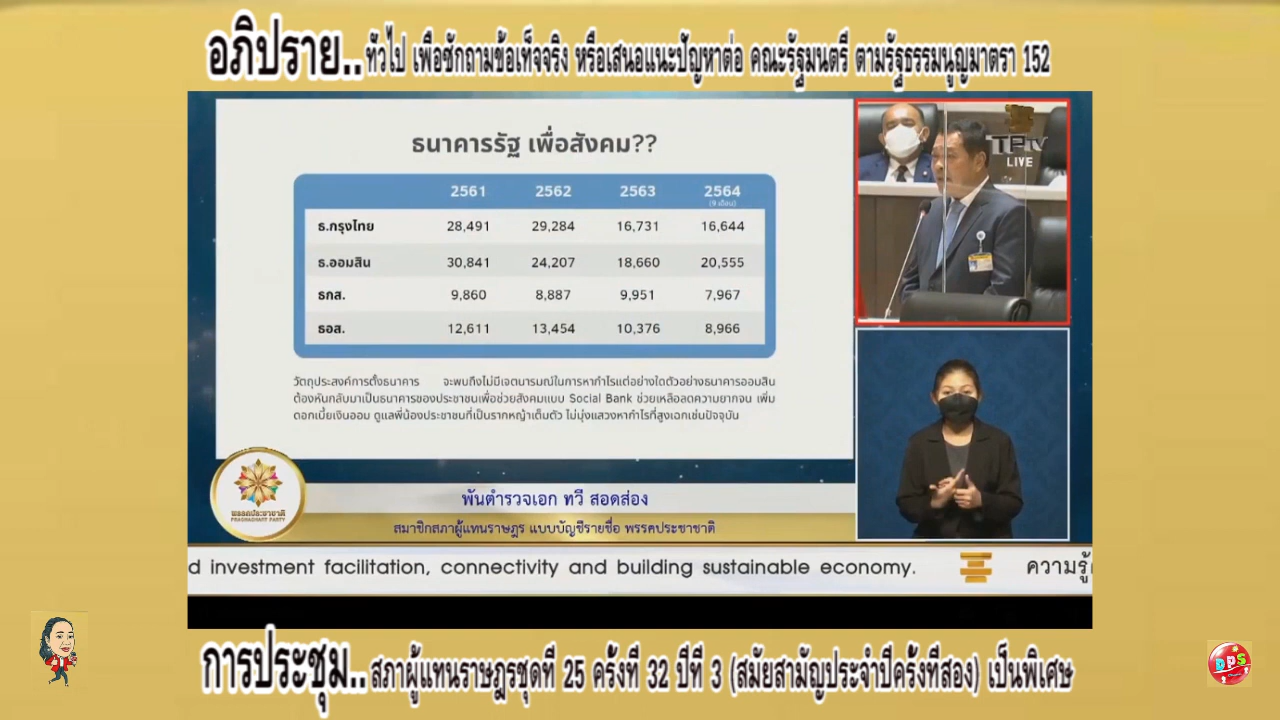 อภิปราย.. ทั่วไป เพื่อซักถามข้อเท็จจริง หรือเสนอแนะปัญหาต่อ คณะรัฐมนตรี ตามรัฐธรรมนูญมาตรา 152
ธนาคารรัฐ เพื่อสังคม??
2561 2562 2563 2564
(9 เดือน)
ธ.กรุงไทย 28,491 29,284 16,731 16,644
ธ.ออมสิน 30,841 24,207 18,660 20,555
ธกส. 9,860 8,887 9,951 7,967
ธอส. 12,611 13,454 10,376 8,966
วัตถุประสงค์การตั้งธนาคาร จะพบถึงไม่มีเจตนารมณ์ในการหากำไรแต่อย่างใดตัวอย่างธนาคารออมสิน
ต้องหันกลับมาเป็นธนาคารของประชาชนเพื่อช่วยสังคมแบบ Social Bank ช่วยเหลือลดความยากจน เพิ่ม
ดอกเบี้ยเงินออม ดูแลพี่น้องประชาชนที่เป็นรากหญ้าเต็มตัว ไม่มุ่งแสวงหากำไรที่สูงเอกเช่นปัจจุบัน
TPtv
LIVE
พรรคประชาชาติ
PRACHACHART PARTY
พันตำรวจเอก ทวี สอดส่อง
สมาชิกสภาผู้แทนราษฎร แบบบัญชีรายชื่อ พรรคประชาชาติ
d investment facilitation, connectivity and building sustainable economy. ความรู้
การประชุม.. สภาผู้แทนราษฎรชุดที่ 25 ครั้งที่ 32 ปีที่ 3 (สมัยสามัญประจำปีครั้งที่สอง) เป็นพิเศษ
DPS